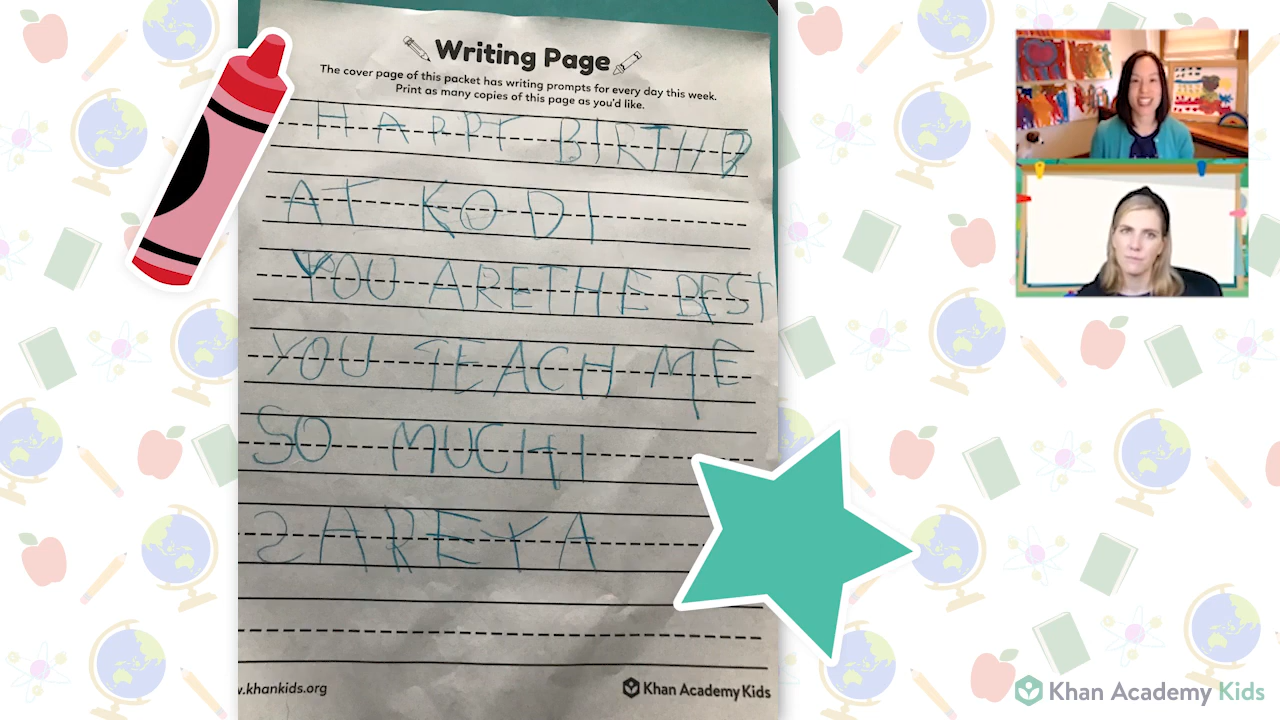 Writing Page
The cover page of this packet has writing prompts for every day this week.
Print as many copies of this page as you'd like.
HAPPY BIRTHD
AT KODI
YOU ARETHE BEST
YOU TEACH ME
SO MUCH!
SAREYA
w.khankids.org
Khan Academy Kids
Khan Academy Kids